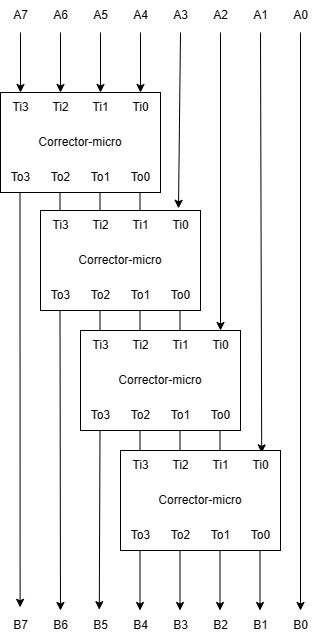 A7 A6 A5 A4 A3 A2 A1 A0
Ti3 Ti2 Ti1 Ti0
Corrector-micro
To3 To2 To1 To0
Ti3 Ti2 Ti1 Ti0
Corrector-micro
To3 To2 To1 To0
Ti3 Ti2 Ti1 Ti0
Corrector-micro
To3 To2 To1 To0
Ti3 Ti2 Ti1 Ti0
Corrector-micro
To3 To2 To1 To0
B7 B6 B5 B4 B3 B2 B1 B0